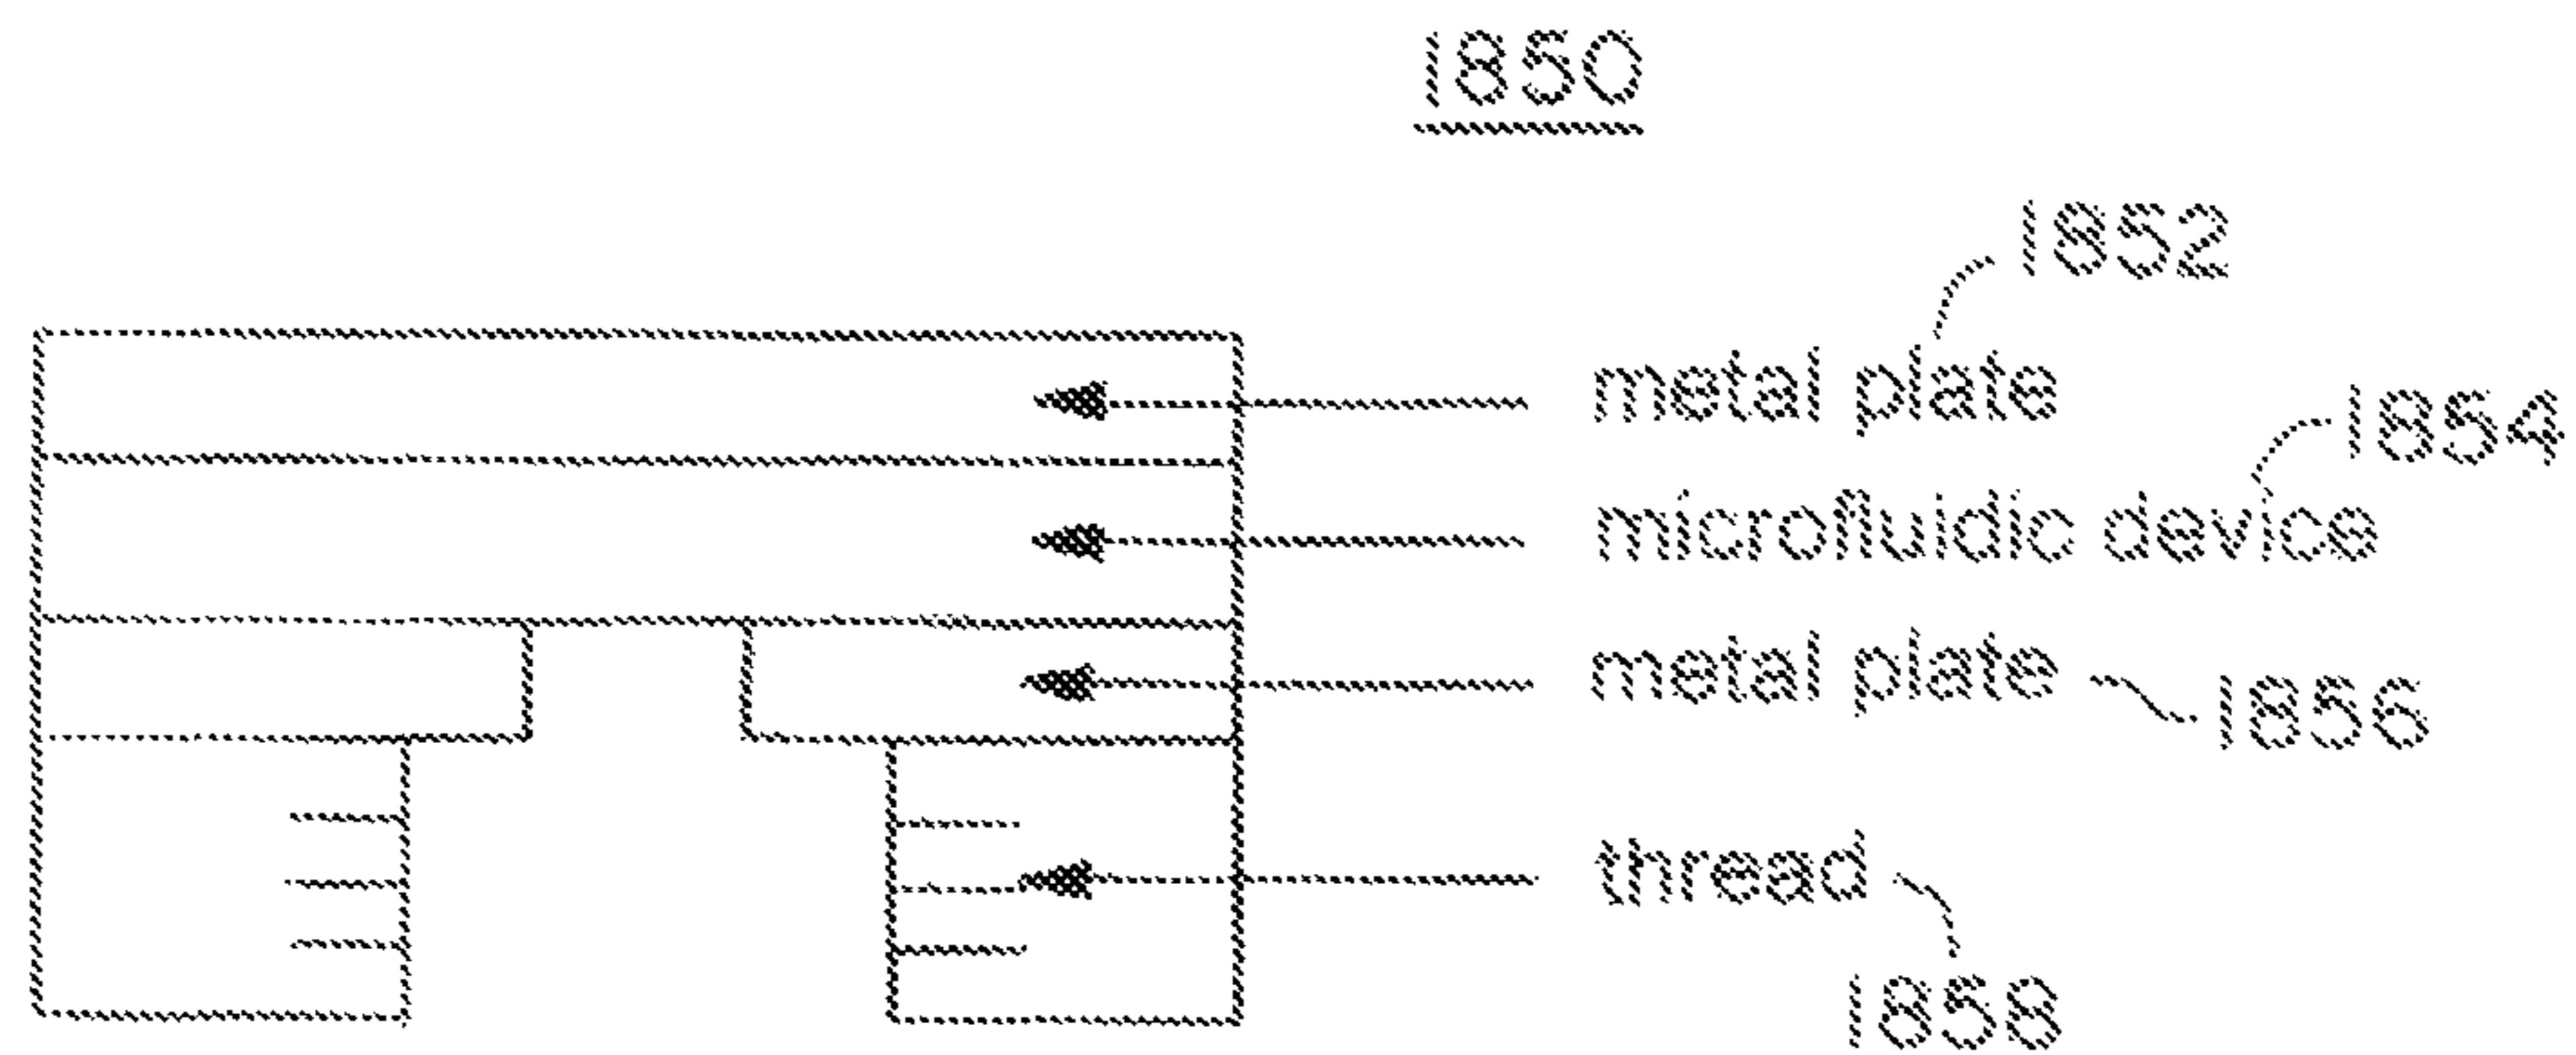 1850
1852
metal plate
1854
microfluidic device
metal plate
1856
thread
1858